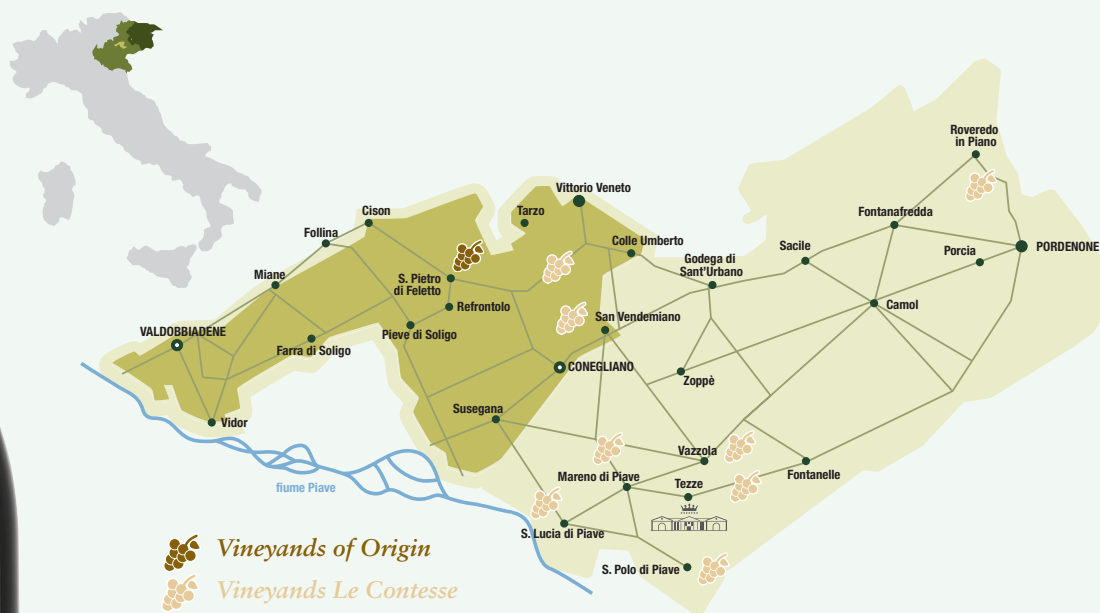 Roveredo
in Piano
Vittorio Veneto
Cison
Tarzo
Fontanafredda
Follina
Colle Umberto
Sacile
PORDENONE
Porcia
Godega di
Sant'Urbano
Miane
S. Pietro
di Feletto
Refrontolo
Camol
San Vendemiano
VALDOBBIADENE
Pieve di Soligo
Farra di Soligo
CONEGLIANO
Zoppè
Susegana
Vidor
Vazzola
Mareno di Piave
Fontanelle
Tezze
fiume Piave
S. Lucia di Piave
Vineyands of Origin
S. Polo di Piave
Vineyands Le Contesse